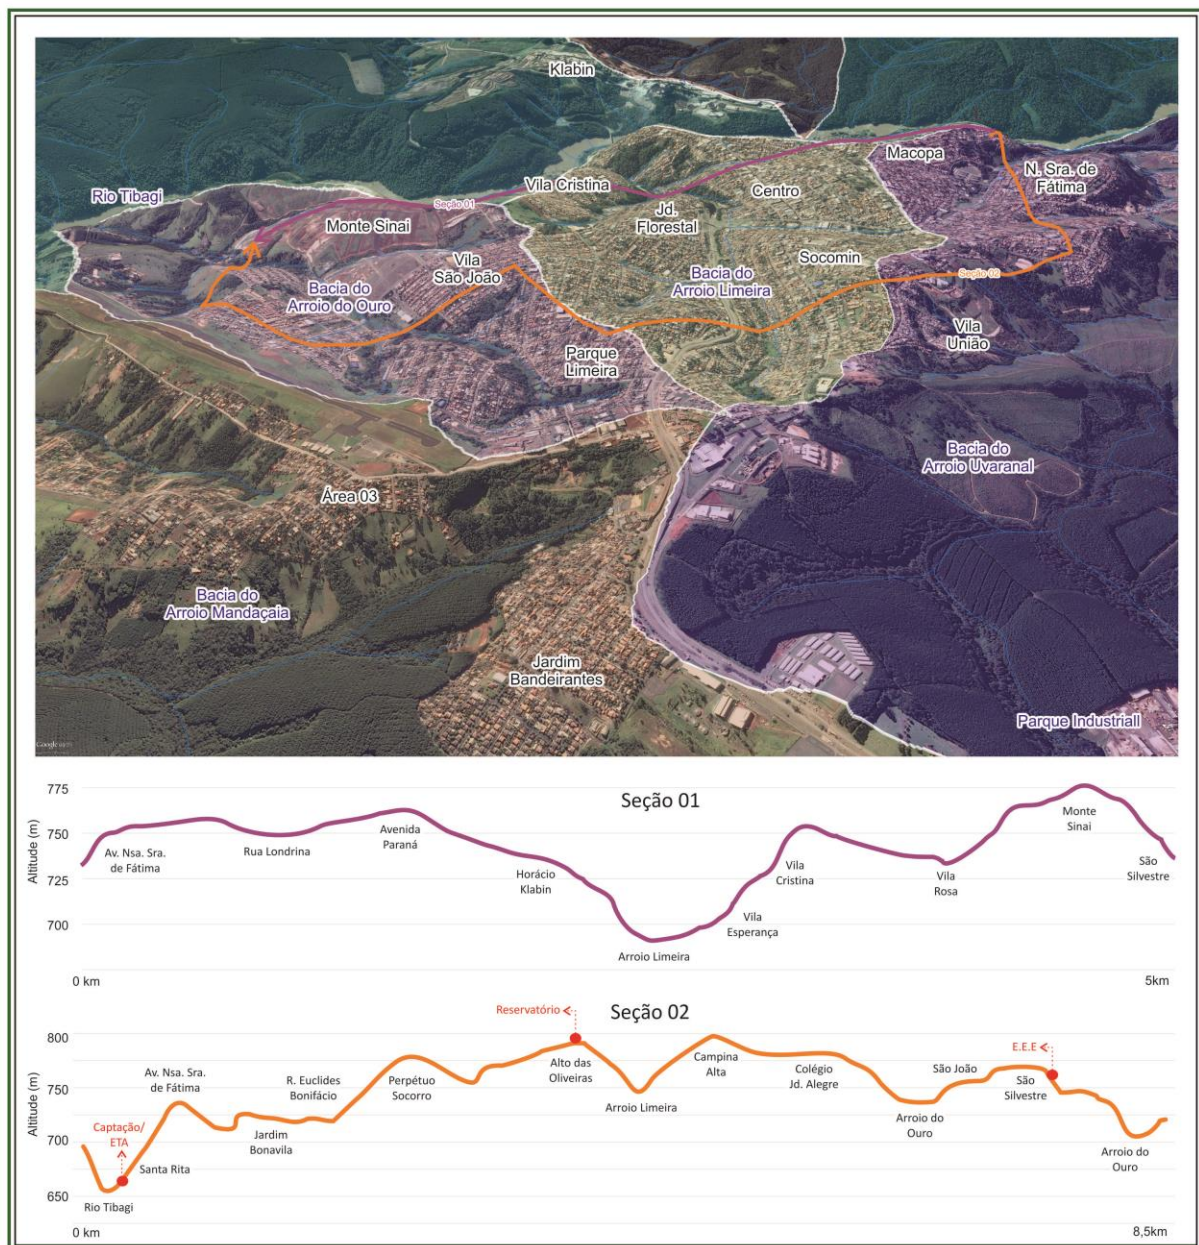 Klabin
Macopa
Rio Tibagi
Vila Cristina
Centro
N. Sra. de
Fátima
Seção 01
Monte Sinai
Jd.
Florestal
Vila
São João
Socomin
Bacia do
Arroio do Ouro
Bacia do
Arroio Limeira
Seção 02
Vila
União
Parque
Limeira
Bacia do
Arroio Uvaranal
Área 03
Bacia do
Arroio Mandaçaia
Jardim
Bandeirantes
Parque Industriall
Google earth
Seção 01
Altitude (m)
775
750
725
700
Av. Nsa. Sra.
de Fátima
Rua Londrina
Avenida
Paraná
Horácio
Klabin
Arroio Limeira
Vila
Esperança
Vila
Cristina
Vila
Rosa
Monte
Sinai
São
Silvestre
0 km
5km
Seção 02
Altitude (m)
800
750
700
650
Captação/
ETA
Rio Tibagi
Santa Rita
Av. Nsa. Sra.
de Fátima
Jardim
Bonavila
R. Euclides
Bonifácio
Perpétuo
Socorro
Reservatório
Alto das
Oliveiras
Arroio Limeira
Campina
Alta
Colégio
Jd. Alegre
Arroio do
Ouro
São João
São
Silvestre
E.E.E
Arroio do
Ouro
0 km
8,5km